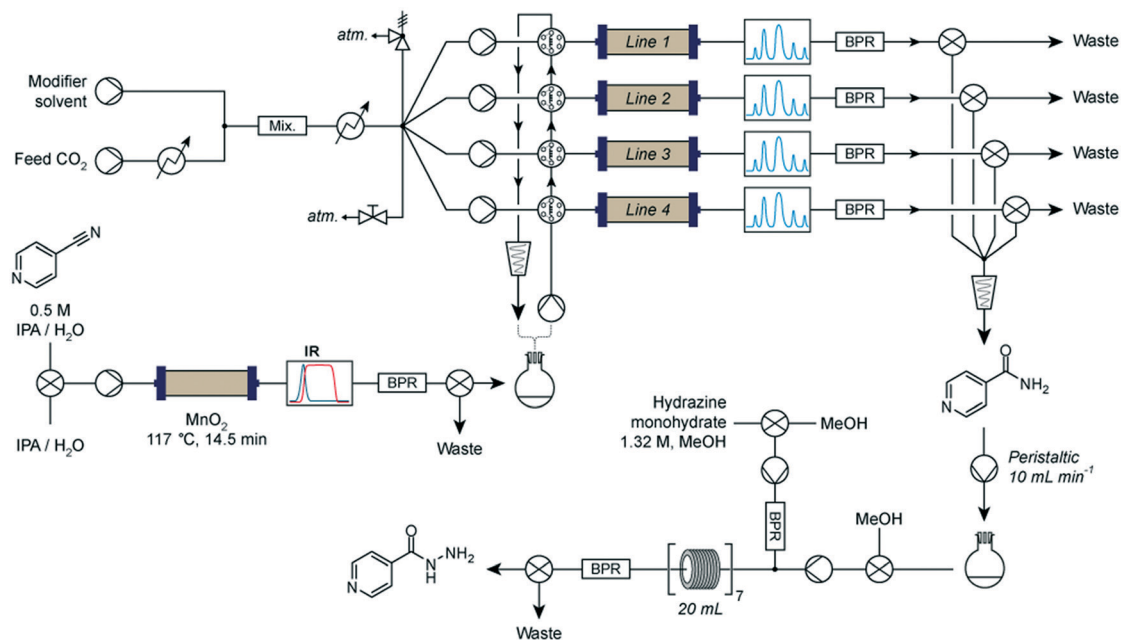 atm.
Line 1
BPR
Waste
Modifier
solvent
Mix.
Line 2
BPR
Waste
Feed CO₂
Line 3
BPR
Waste
atm.
Line 4
BPR
Waste
N
N
0.5 M
IPA / H₂O
IR
BPR
MnO₂
117 °C, 14.5 min
IPA / H₂O
Waste
O
NH₂
N
Hydrazine
monohydrate
1.32 M, MeOH
MeOH
Peristaltic
10 mL min⁻¹
BPR
MeOH
O
NH₂
N
H
N
BPR
20 mL
7
Waste